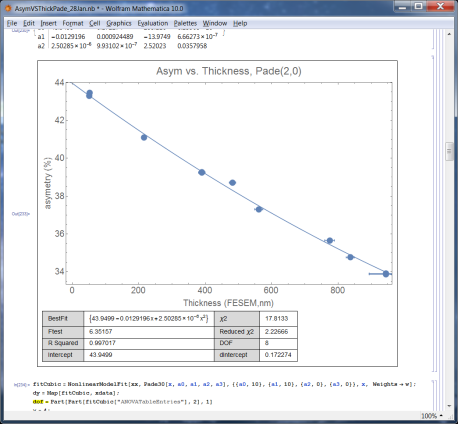 AsymVSThickPade_28Jan.nb * - Wolfram Mathematica 10.0
File Edit Insert Format Cell Graphics Evaluation Palettes Window Help
a1 −0.0129196 0.000924489 −13.9749 6.66273×10⁻⁷
a2 2.50285×10⁻⁶ 9.93102×10⁻⁷ 2.52023 0.0357958
Asym vs. Thickness, Pade(2,0)
44
42
40
38
36
34
asymetry (%)
0 200 400 600 800
Thickness (FESEM,nm)
Out[233]=
BestFit {43.9499−0.0129196 x+2.50285×10⁻⁶ x²} χ2 17.8133
Ftest 6.35157 Reduced χ2 2.22666
R Squared 0.997017 DOF 8
intercept 43.9499 dintercept 0.172274
fitCubic = NonlinearModelFit[xx, Pade30[x, a0, a1, a2, a3], {{a0, 10}, {a1, 10}, {a2, 0}, {a3, 0}}, x, Weights → w];
dy = Map[fitCubic, xdata];
dof = Part[Part[fitCubic["ANOVATableEntries"], 2], 1]
100%